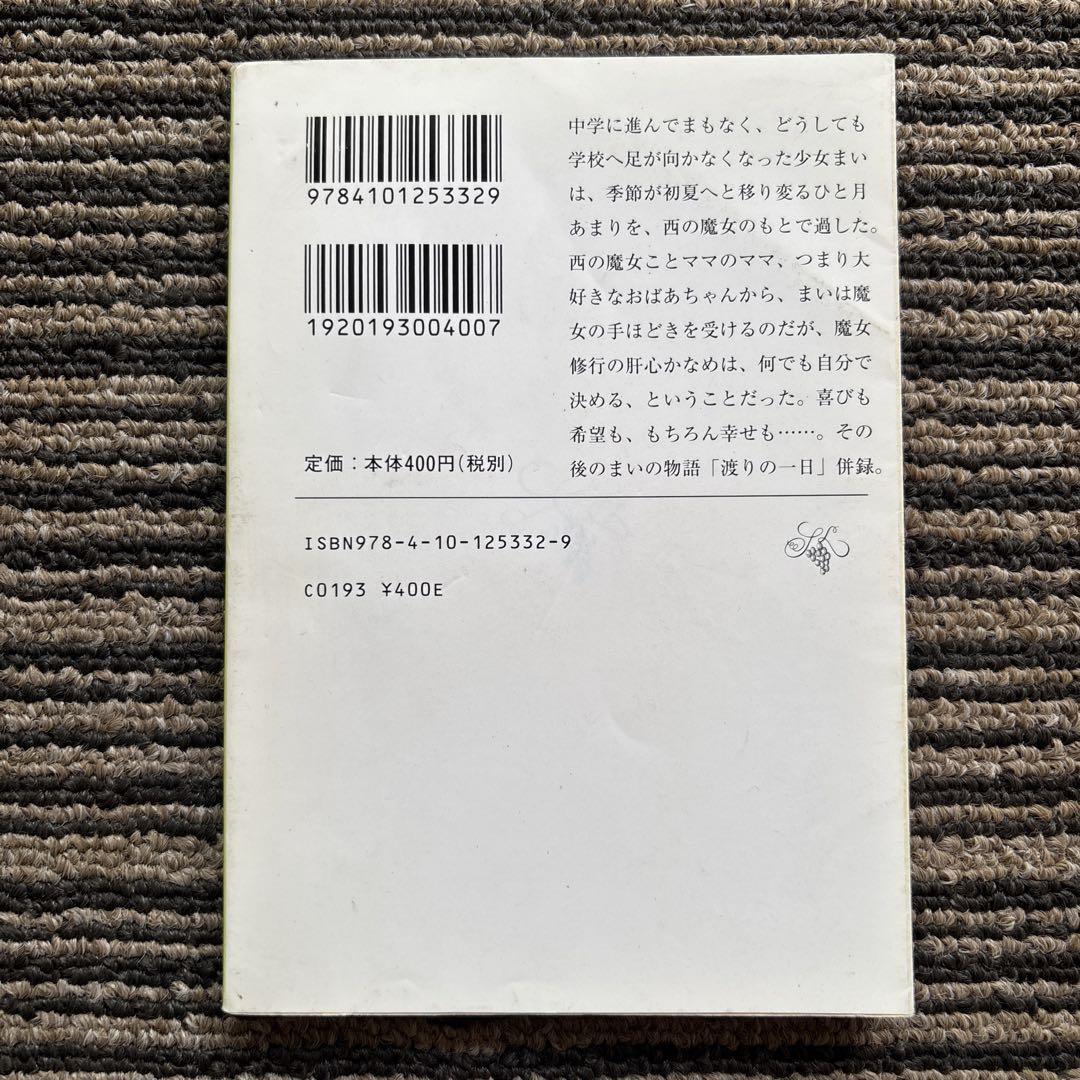 9784101253329
1920193004007
定価：本体400円（税別）
中学に進んでまもなく、どうしても
学校へ足が向かなくなった少女まい
は、季節が初夏へと移り変るひと月
あまりを、西の魔女のもとで過した。
西の魔女ことママのママ、つまり大
好きなおばあちゃんから、まいは魔
女の手ほどきを受けるのだが、魔女
修行の肝心かなめは、何でも自分で
決める、ということだった。喜びも
希望も、もちろん幸せも……。その
後のまいの物語「渡りの一日」併録。
ISBN978-4-10-125332-9
C0193 ¥400E